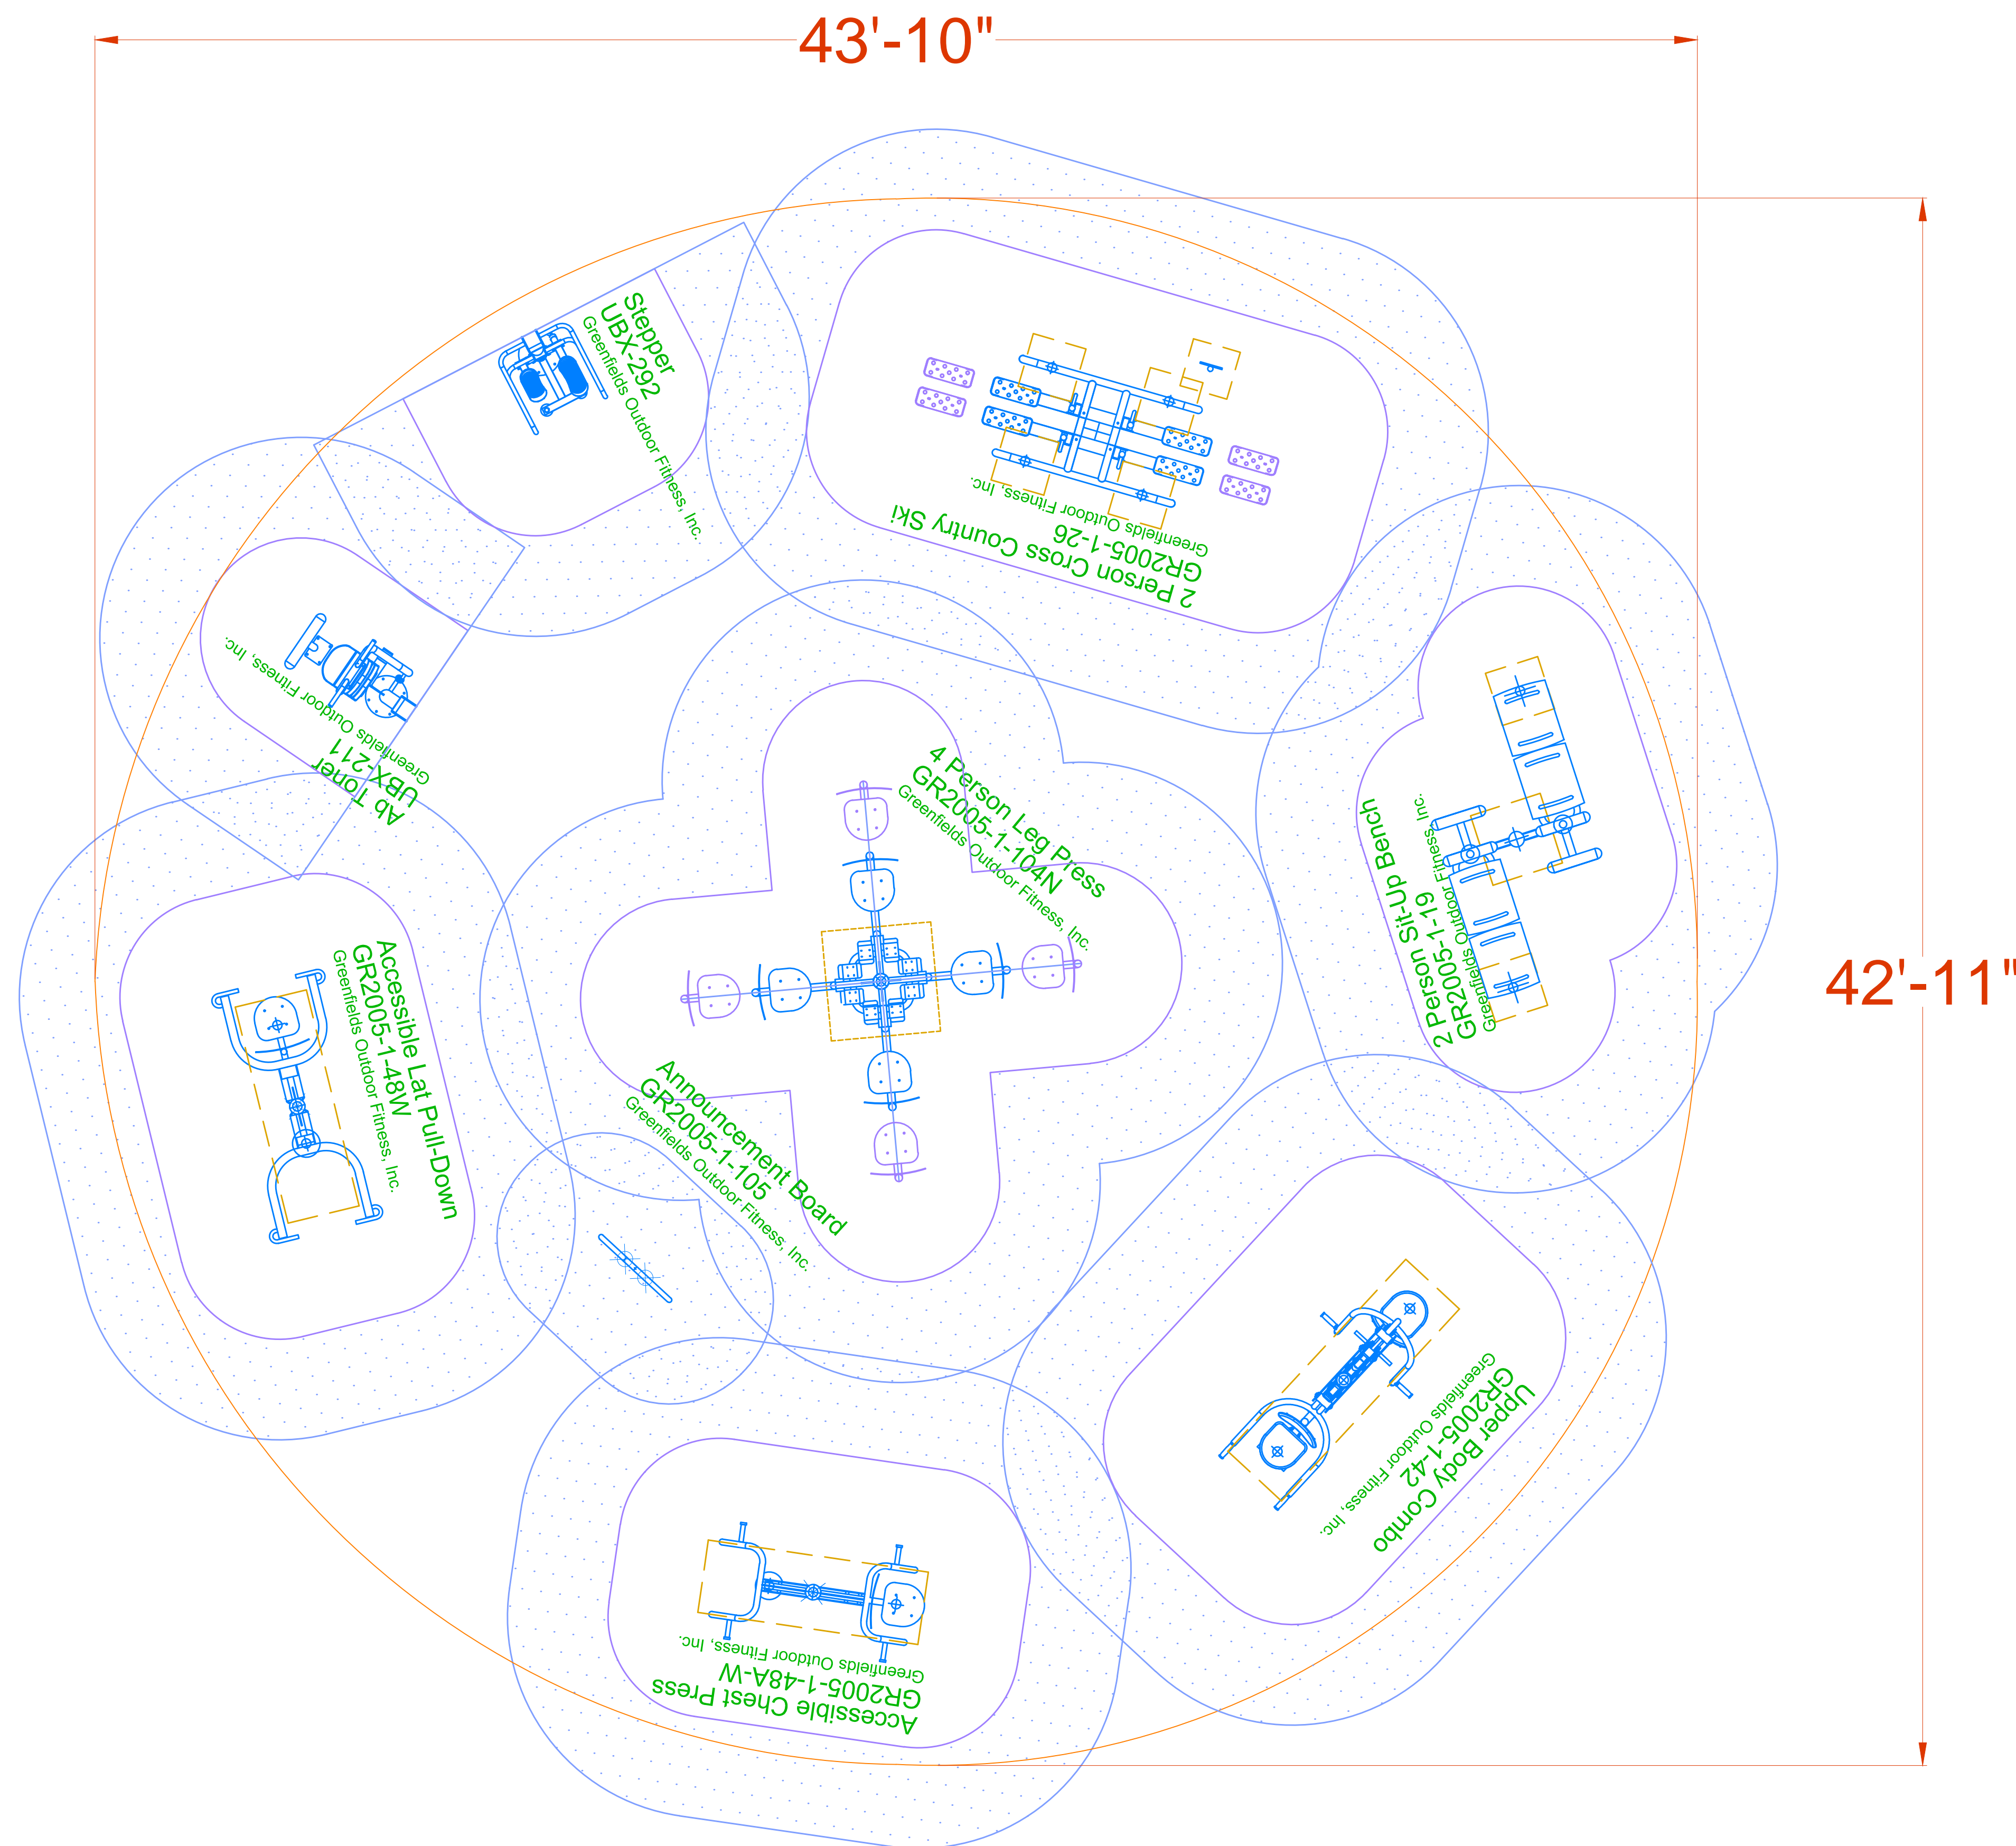 43'-10"
Stepper
UBX-292
Greenfields Outdoor Fitness, Inc.
2 Person Cross Country Ski
GR2005-1-26
Greenfields Outdoor Fitness, Inc.
Ab Toner
UBX-211
Greenfields Outdoor Fitness, Inc.
4 Person Leg Press
GR2005-1-104N
Greenfields Outdoor Fitness, Inc.
2 Person Sit-Up Bench
GR2005-1-19
Greenfields Outdoor Fitness, Inc.
42'-11"
Accessible Lat Pull-Down
GR2005-1-48W
Greenfields Outdoor Fitness, Inc.
Announcement Board
GR2005-1-105
Greenfields Outdoor Fitness, Inc.
Upper Body Combo
GR2005-1-42
Greenfields Outdoor Fitness, Inc.
Accessible Chest Press
GR2005-1-48A-W
Greenfields Outdoor Fitness, Inc.